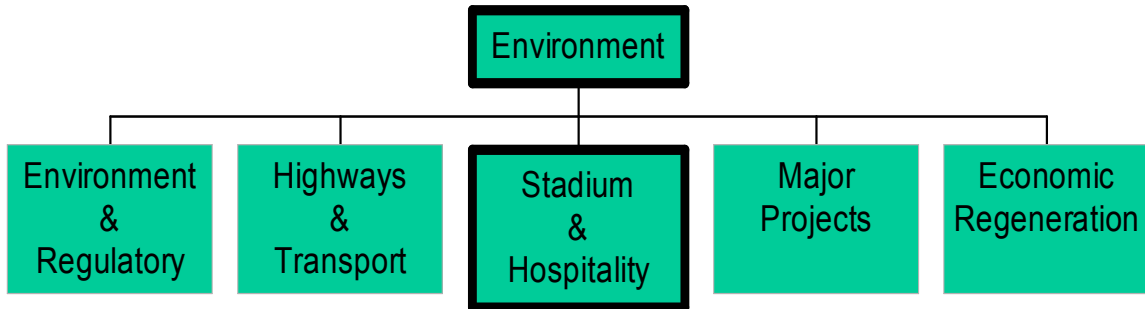 Environment
Environment
&
Regulatory
Highways
&
Transport
Stadium
&
Hospitality
Major
Projects
Economic
Regeneration